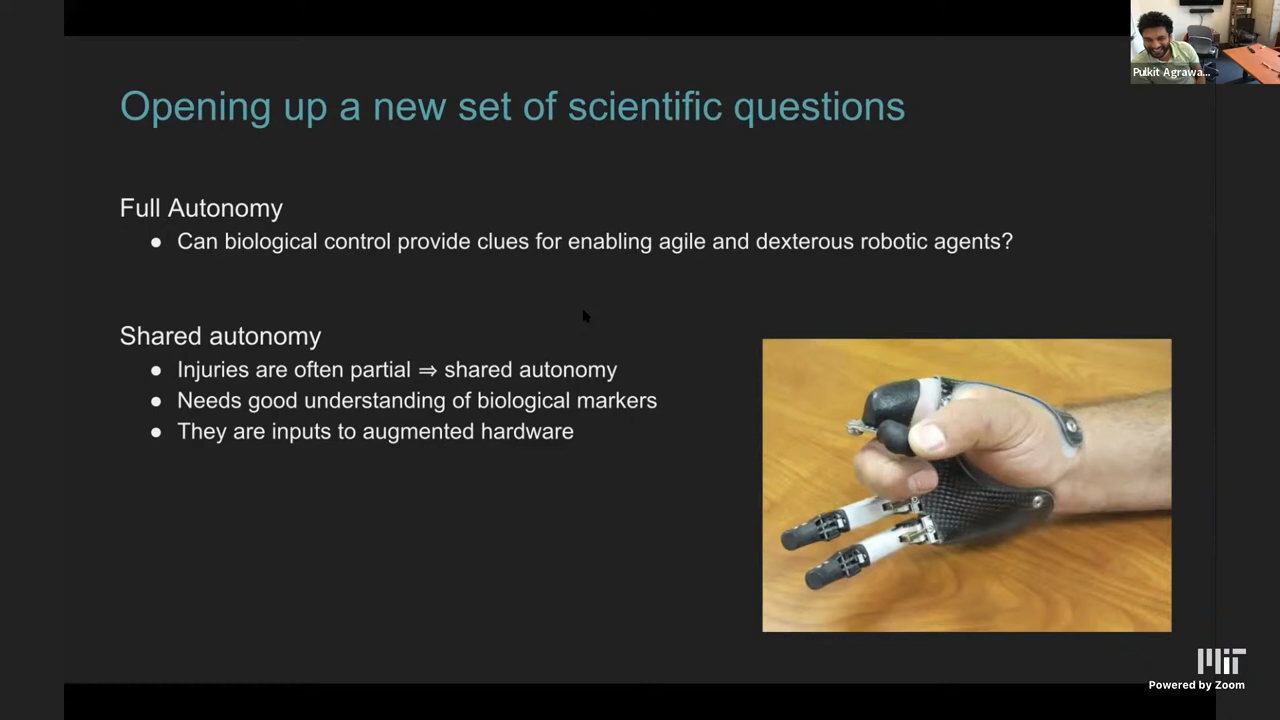 Pulkit Agrawa...
Opening up a new set of scientific questions
Full Autonomy
● Can biological control provide clues for enabling agile and dexterous robotic agents?
Shared autonomy
● Injuries are often partial ⇒ shared autonomy
● Needs good understanding of biological markers
● They are inputs to augmented hardware
MIT
Powered by Zoom